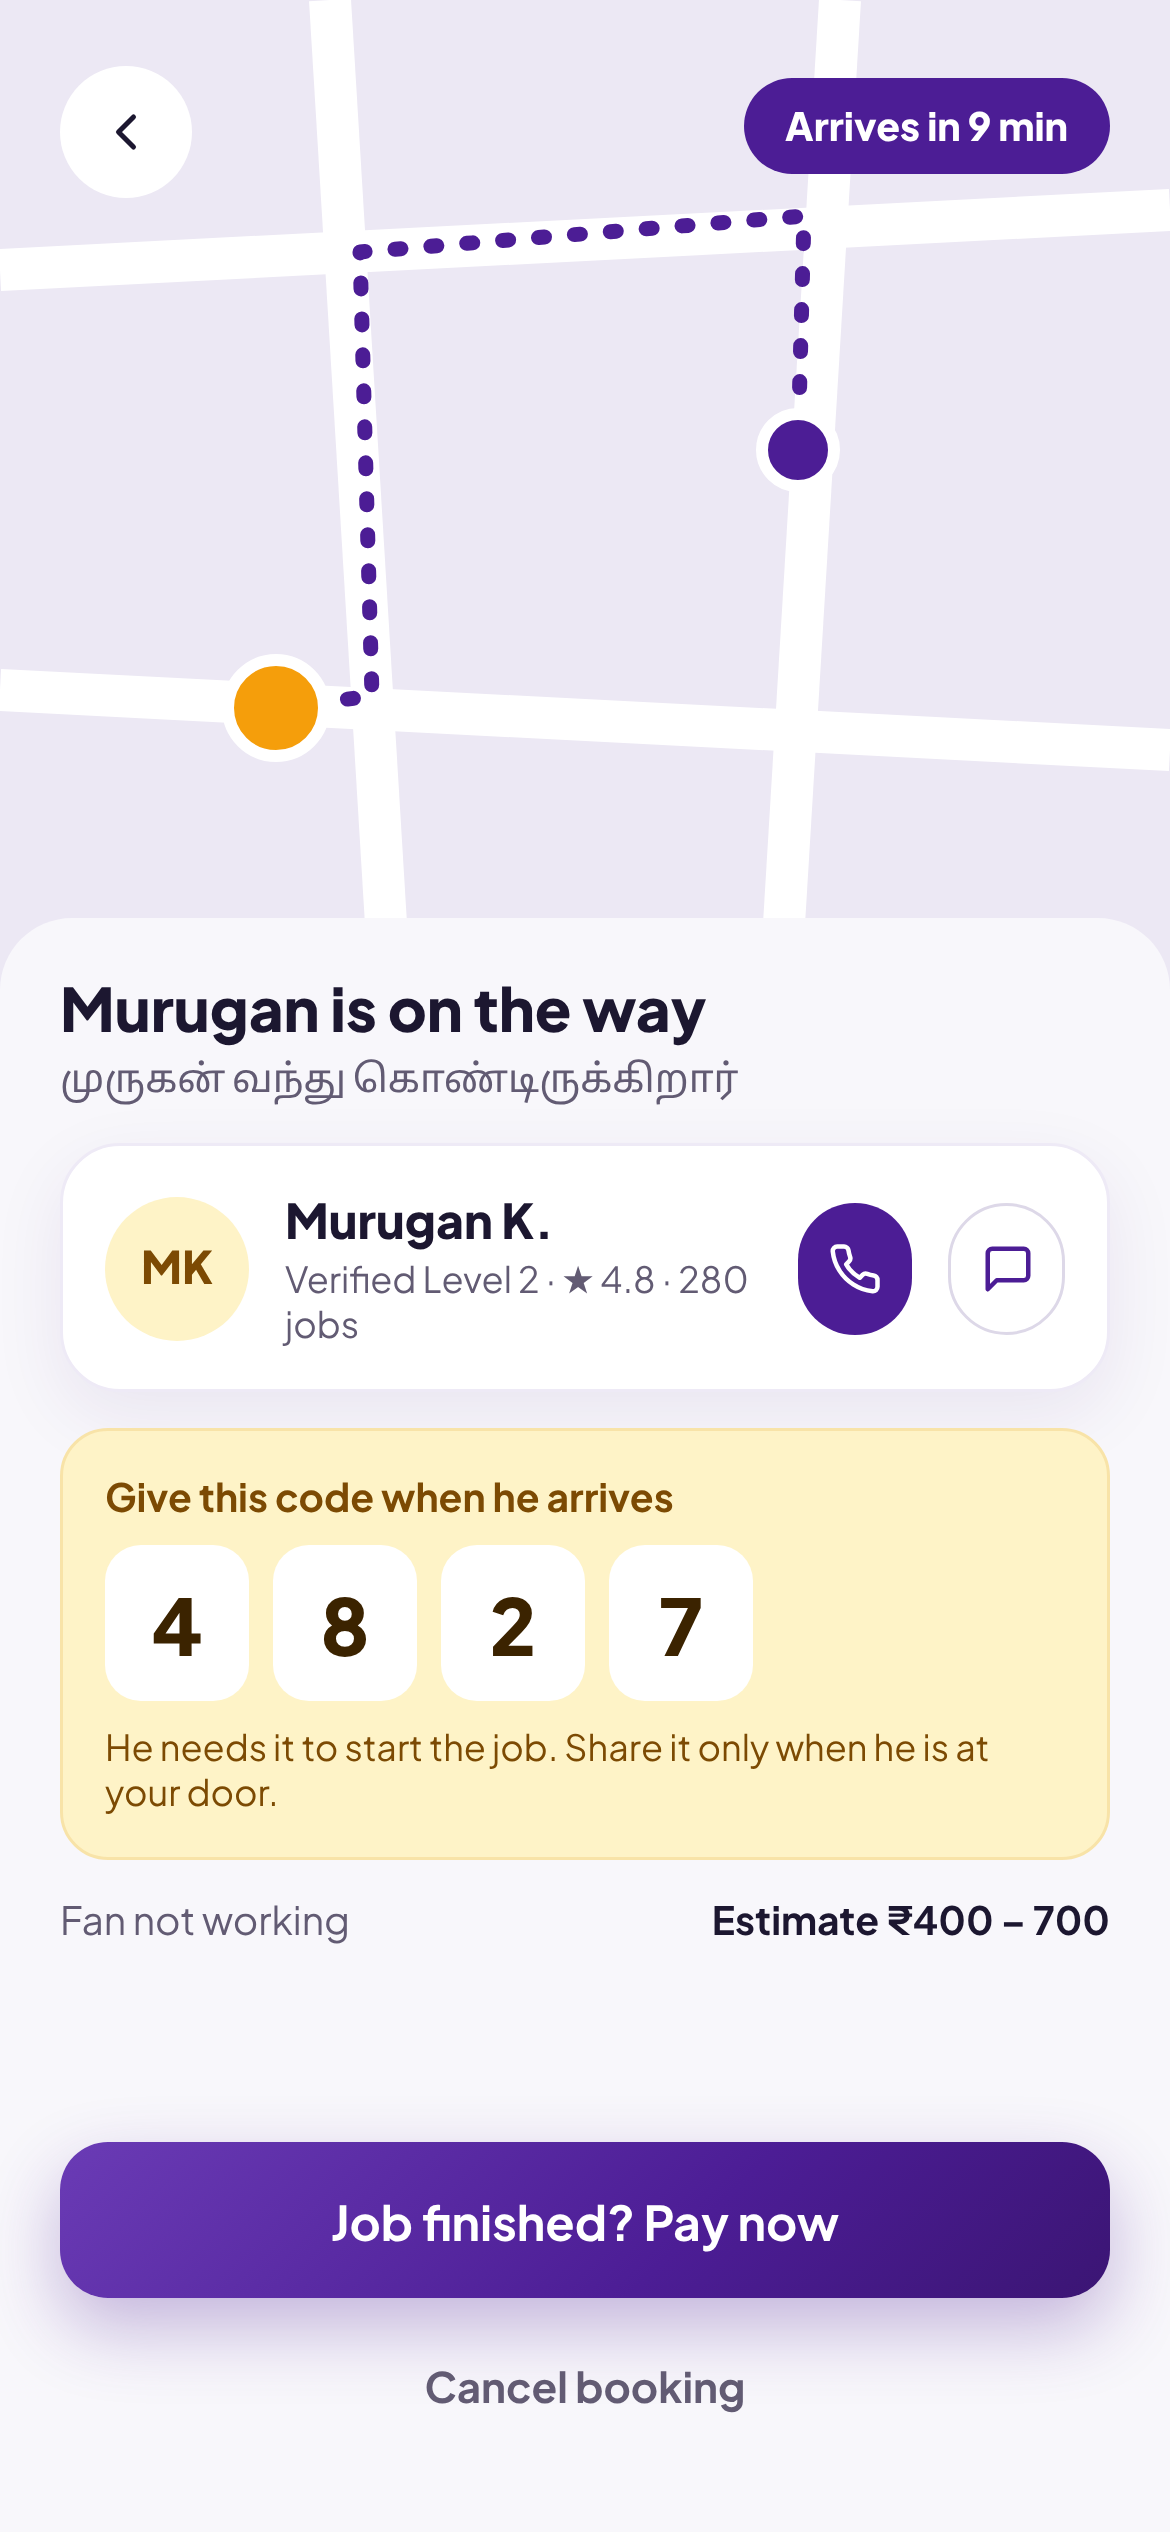 Arrives in 9 min
Murugan is on the way
முருகன் வந்து கொண்டிருக்கிறார்
MK
Murugan K.
Verified Level 2 · ★ 4.8 · 280
jobs
Give this code when he arrives
4 8 2 7
He needs it to start the job. Share it only when he is at
your door.
Fan not working
Estimate ₹400 – 700
Job finished? Pay now
Cancel booking